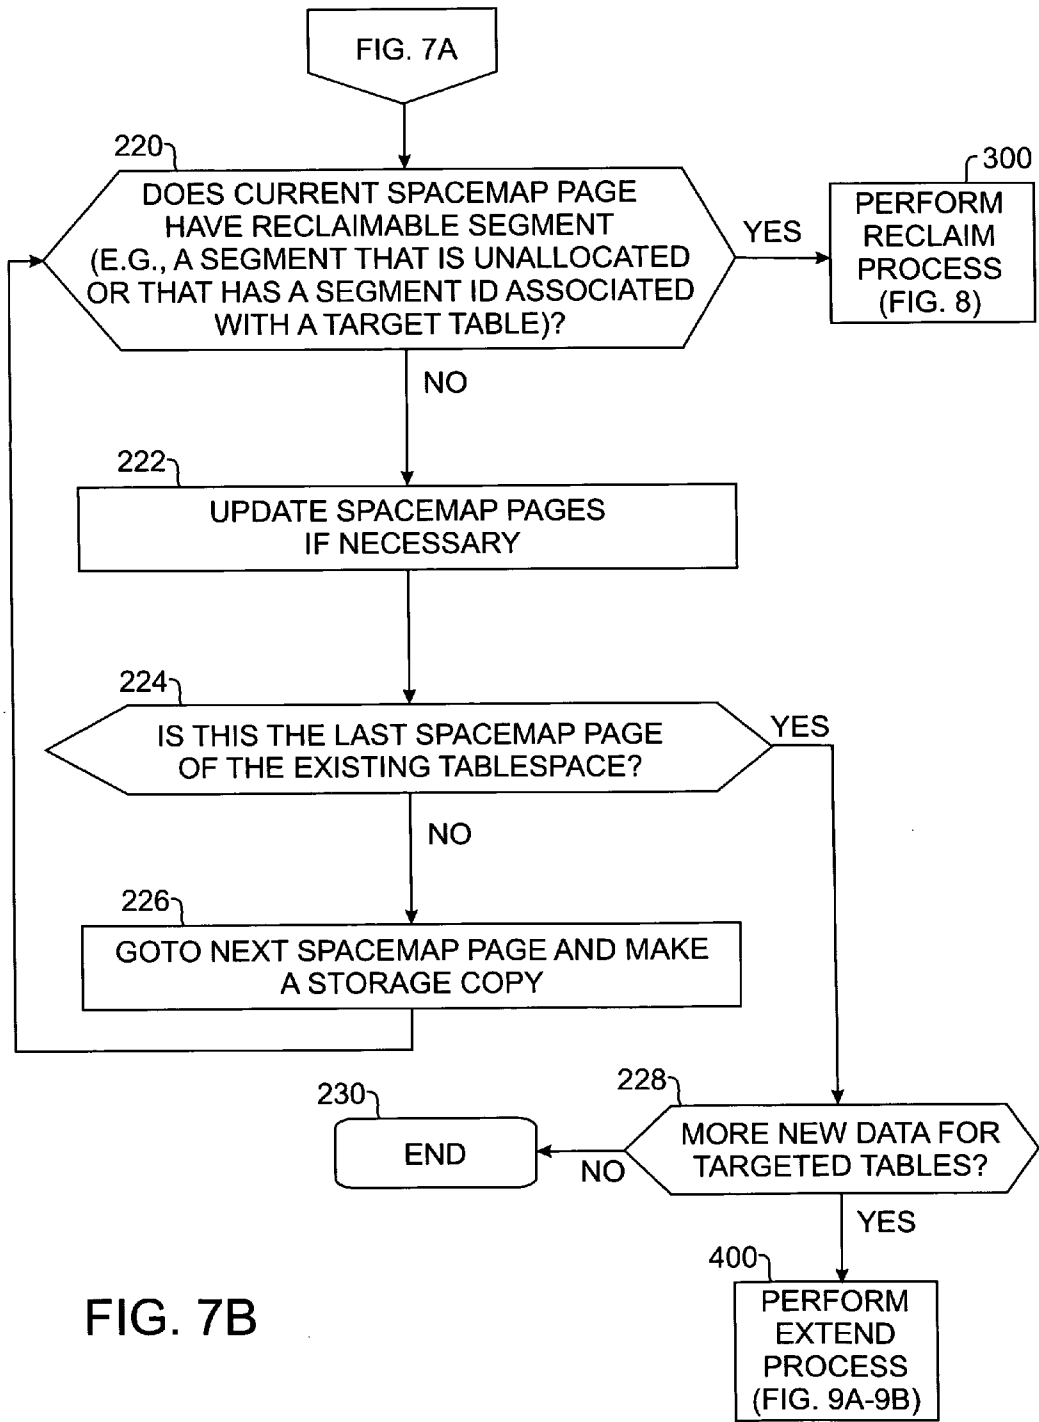 FIG. 7A
220
DOES CURRENT SPACEMAP PAGE
HAVE RECLAIMABLE SEGMENT
(E.G., A SEGMENT THAT IS UNALLOCATED
OR THAT HAS A SEGMENT ID ASSOCIATED
WITH A TARGET TABLE)?
YES
300
PERFORM
RECLAIM
PROCESS
(FIG. 8)
NO
222
UPDATE SPACEMAP PAGES
IF NECESSARY
224
IS THIS THE LAST SPACEMAP PAGE
OF THE EXISTING TABLESPACE?
YES
NO
226
GOTO NEXT SPACEMAP PAGE AND MAKE
A STORAGE COPY
228
MORE NEW DATA FOR
TARGETED TABLES?
NO
230
END
YES
400
PERFORM
EXTEND
PROCESS
(FIG. 9A-9B)
FIG. 7B